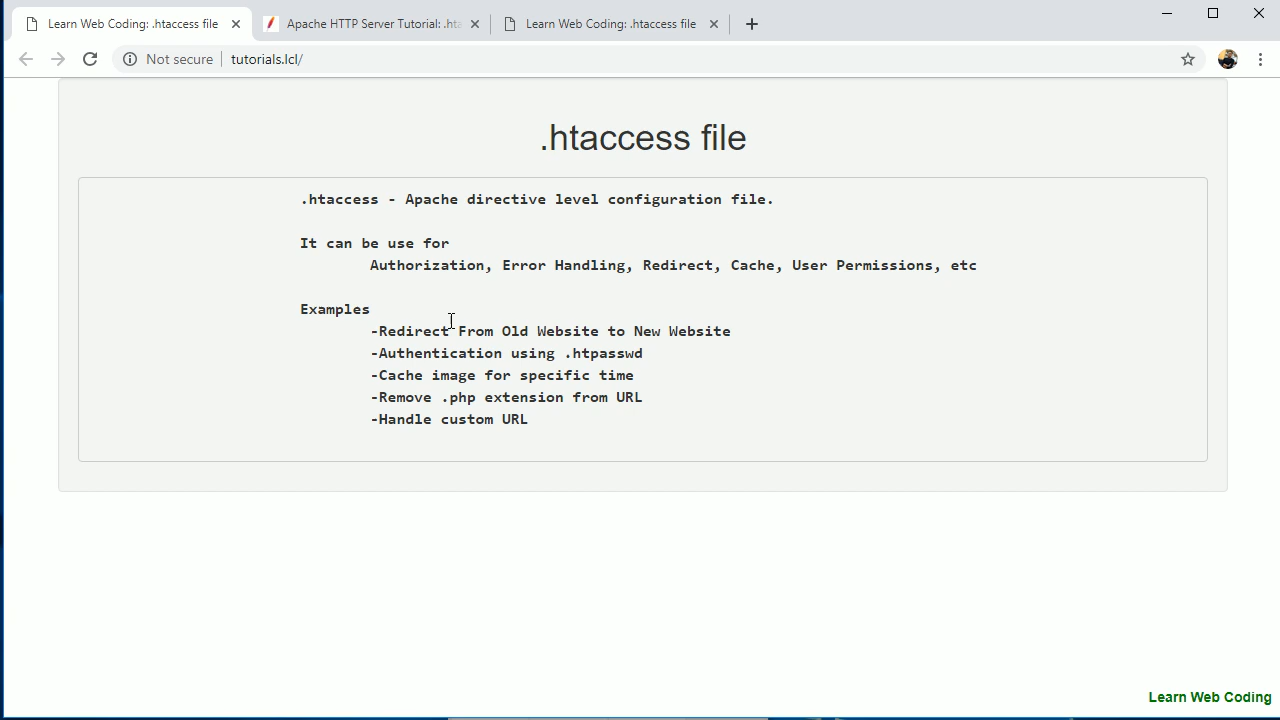 Learn Web Coding: .htaccess file
Apache HTTP Server Tutorial: .hta
Learn Web Coding: .htaccess file
Not secure
tutorials.lcl/
.htaccess file
.htaccess - Apache directive level configuration file.
It can be use for
Authorization, Error Handling, Redirect, Cache, User Permissions, etc
Examples
-Redirect From Old Website to New Website
-Authentication using .htpasswd
-Cache image for specific time
-Remove .php extension from URL
-Handle custom URL
Learn Web Coding